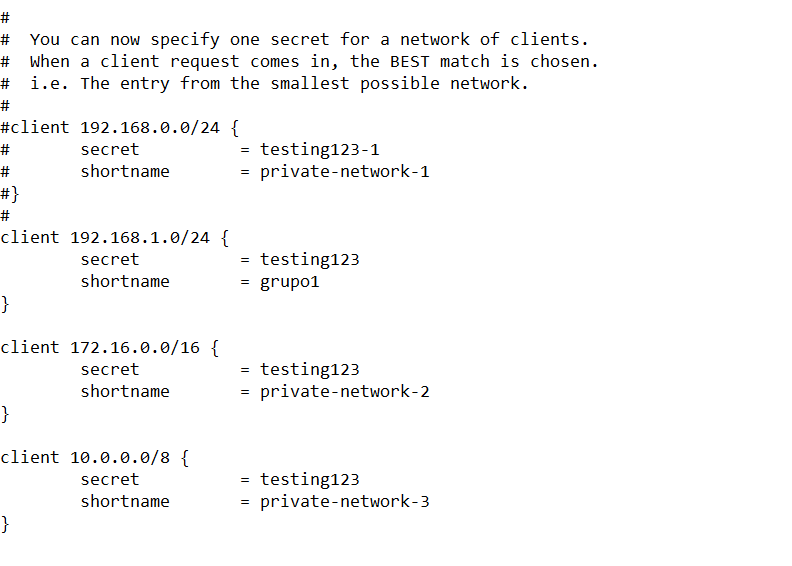 #
#  You can now specify one secret for a network of clients.
#  When a client request comes in, the BEST match is chosen.
#  i.e. The entry from the smallest possible network.
#
#client 192.168.0.0/24 {
#       secret          = testing123-1
#       shortname       = private-network-1
#}
#
client 192.168.1.0/24 {
        secret          = testing123
        shortname       = grupo1
}

client 172.16.0.0/16 {
        secret          = testing123
        shortname       = private-network-2
}

client 10.0.0.0/8 {
        secret          = testing123
        shortname       = private-network-3
}